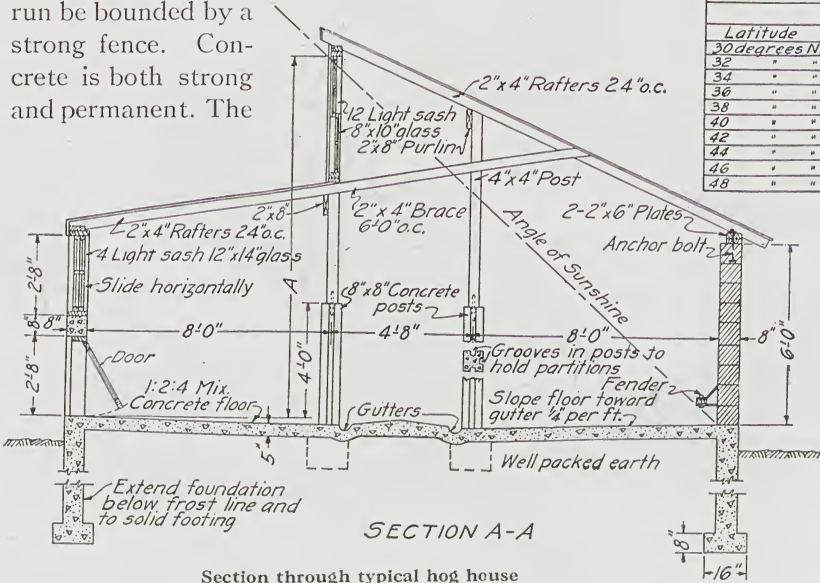 run be bounded by a
strong fence. Con-
crete is both strong
and permanent. The
Latitude
30 degrees N
32 " "
34 " "
36 " "
38 " "
40 " "
42 " "
44 " "
46 " "
48 " "
2"x4" Rafters 24"o.c.
12 Light sash
8"x10"glass
2"x8" Purlin
4"x4" Post
2"x8"
2"x4" Brace
6'-0"o.c.
2"x4" Rafters 24"o.c.
4 Light sash 12"x14"glass
Slide horizontally
2'-8"
8"
2'-8"
8"
A
Angle of Sunshine
2-2"x6" Plates
Anchor bolt
8"x8"Concrete
posts
8'-0"
4'-8"
8'-0"
8"
6'-0"
4'-0"
Door
1:2:4 Mix.
Concrete floor
Grooves in posts to
hold partitions
Fender
Slope floor toward
gutter ¼" per ft.
Gutters
5"
Well packed earth
Extend foundation
below frost line and
to solid footing
8"
16"
SECTION A-A
Section through typical hog house